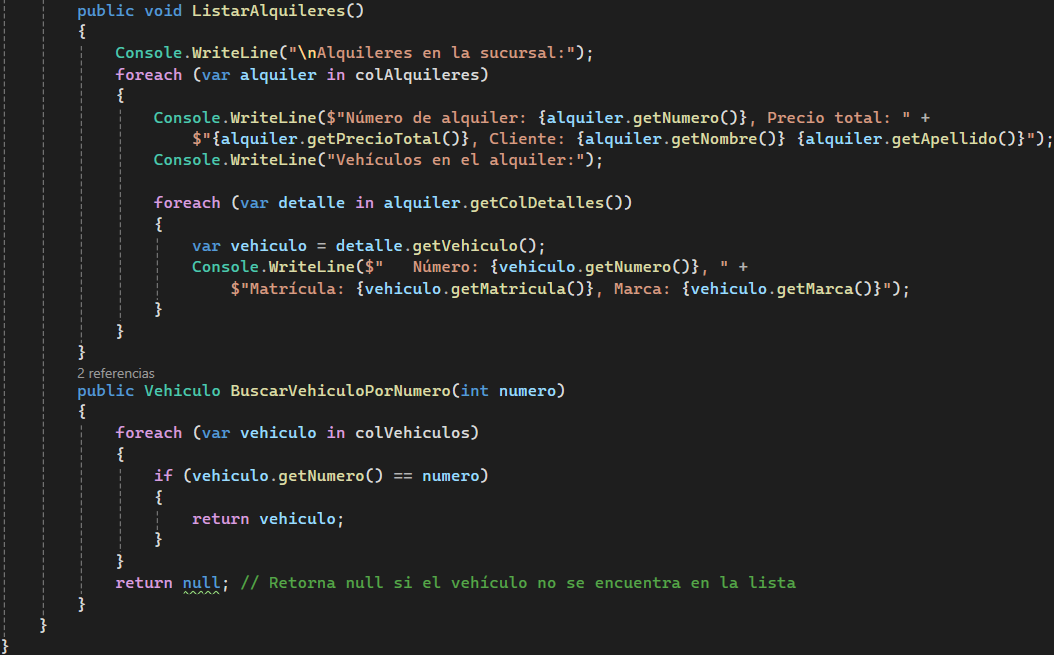 public void ListarAlquileres()
{
Console.WriteLine("\nAlquileres en la sucursal:");
foreach (var alquiler in colAlquileres)
{
Console.WriteLine($"Número de alquiler: {alquiler.getNumero()}, Precio total: " +
$"{alquiler.getPrecioTotal()}, Cliente: {alquiler.getNombre()} {alquiler.getApellido()}");
Console.WriteLine("Vehículos en el alquiler:");
foreach (var detalle in alquiler.getColDetalles())
{
var vehiculo = detalle.getVehiculo();
Console.WriteLine($"   Número: {vehiculo.getNumero()}, " +
$"Matrícula: {vehiculo.getMatricula()}, Marca: {vehiculo.getMarca()}");
}
}
}
2 referencias
public Vehiculo BuscarVehiculoPorNumero(int numero)
{
foreach (var vehiculo in colVehiculos)
{
if (vehiculo.getNumero() == numero)
{
return vehiculo;
}
}
return null; // Retorna null si el vehículo no se encuentra en la lista
}
}
}